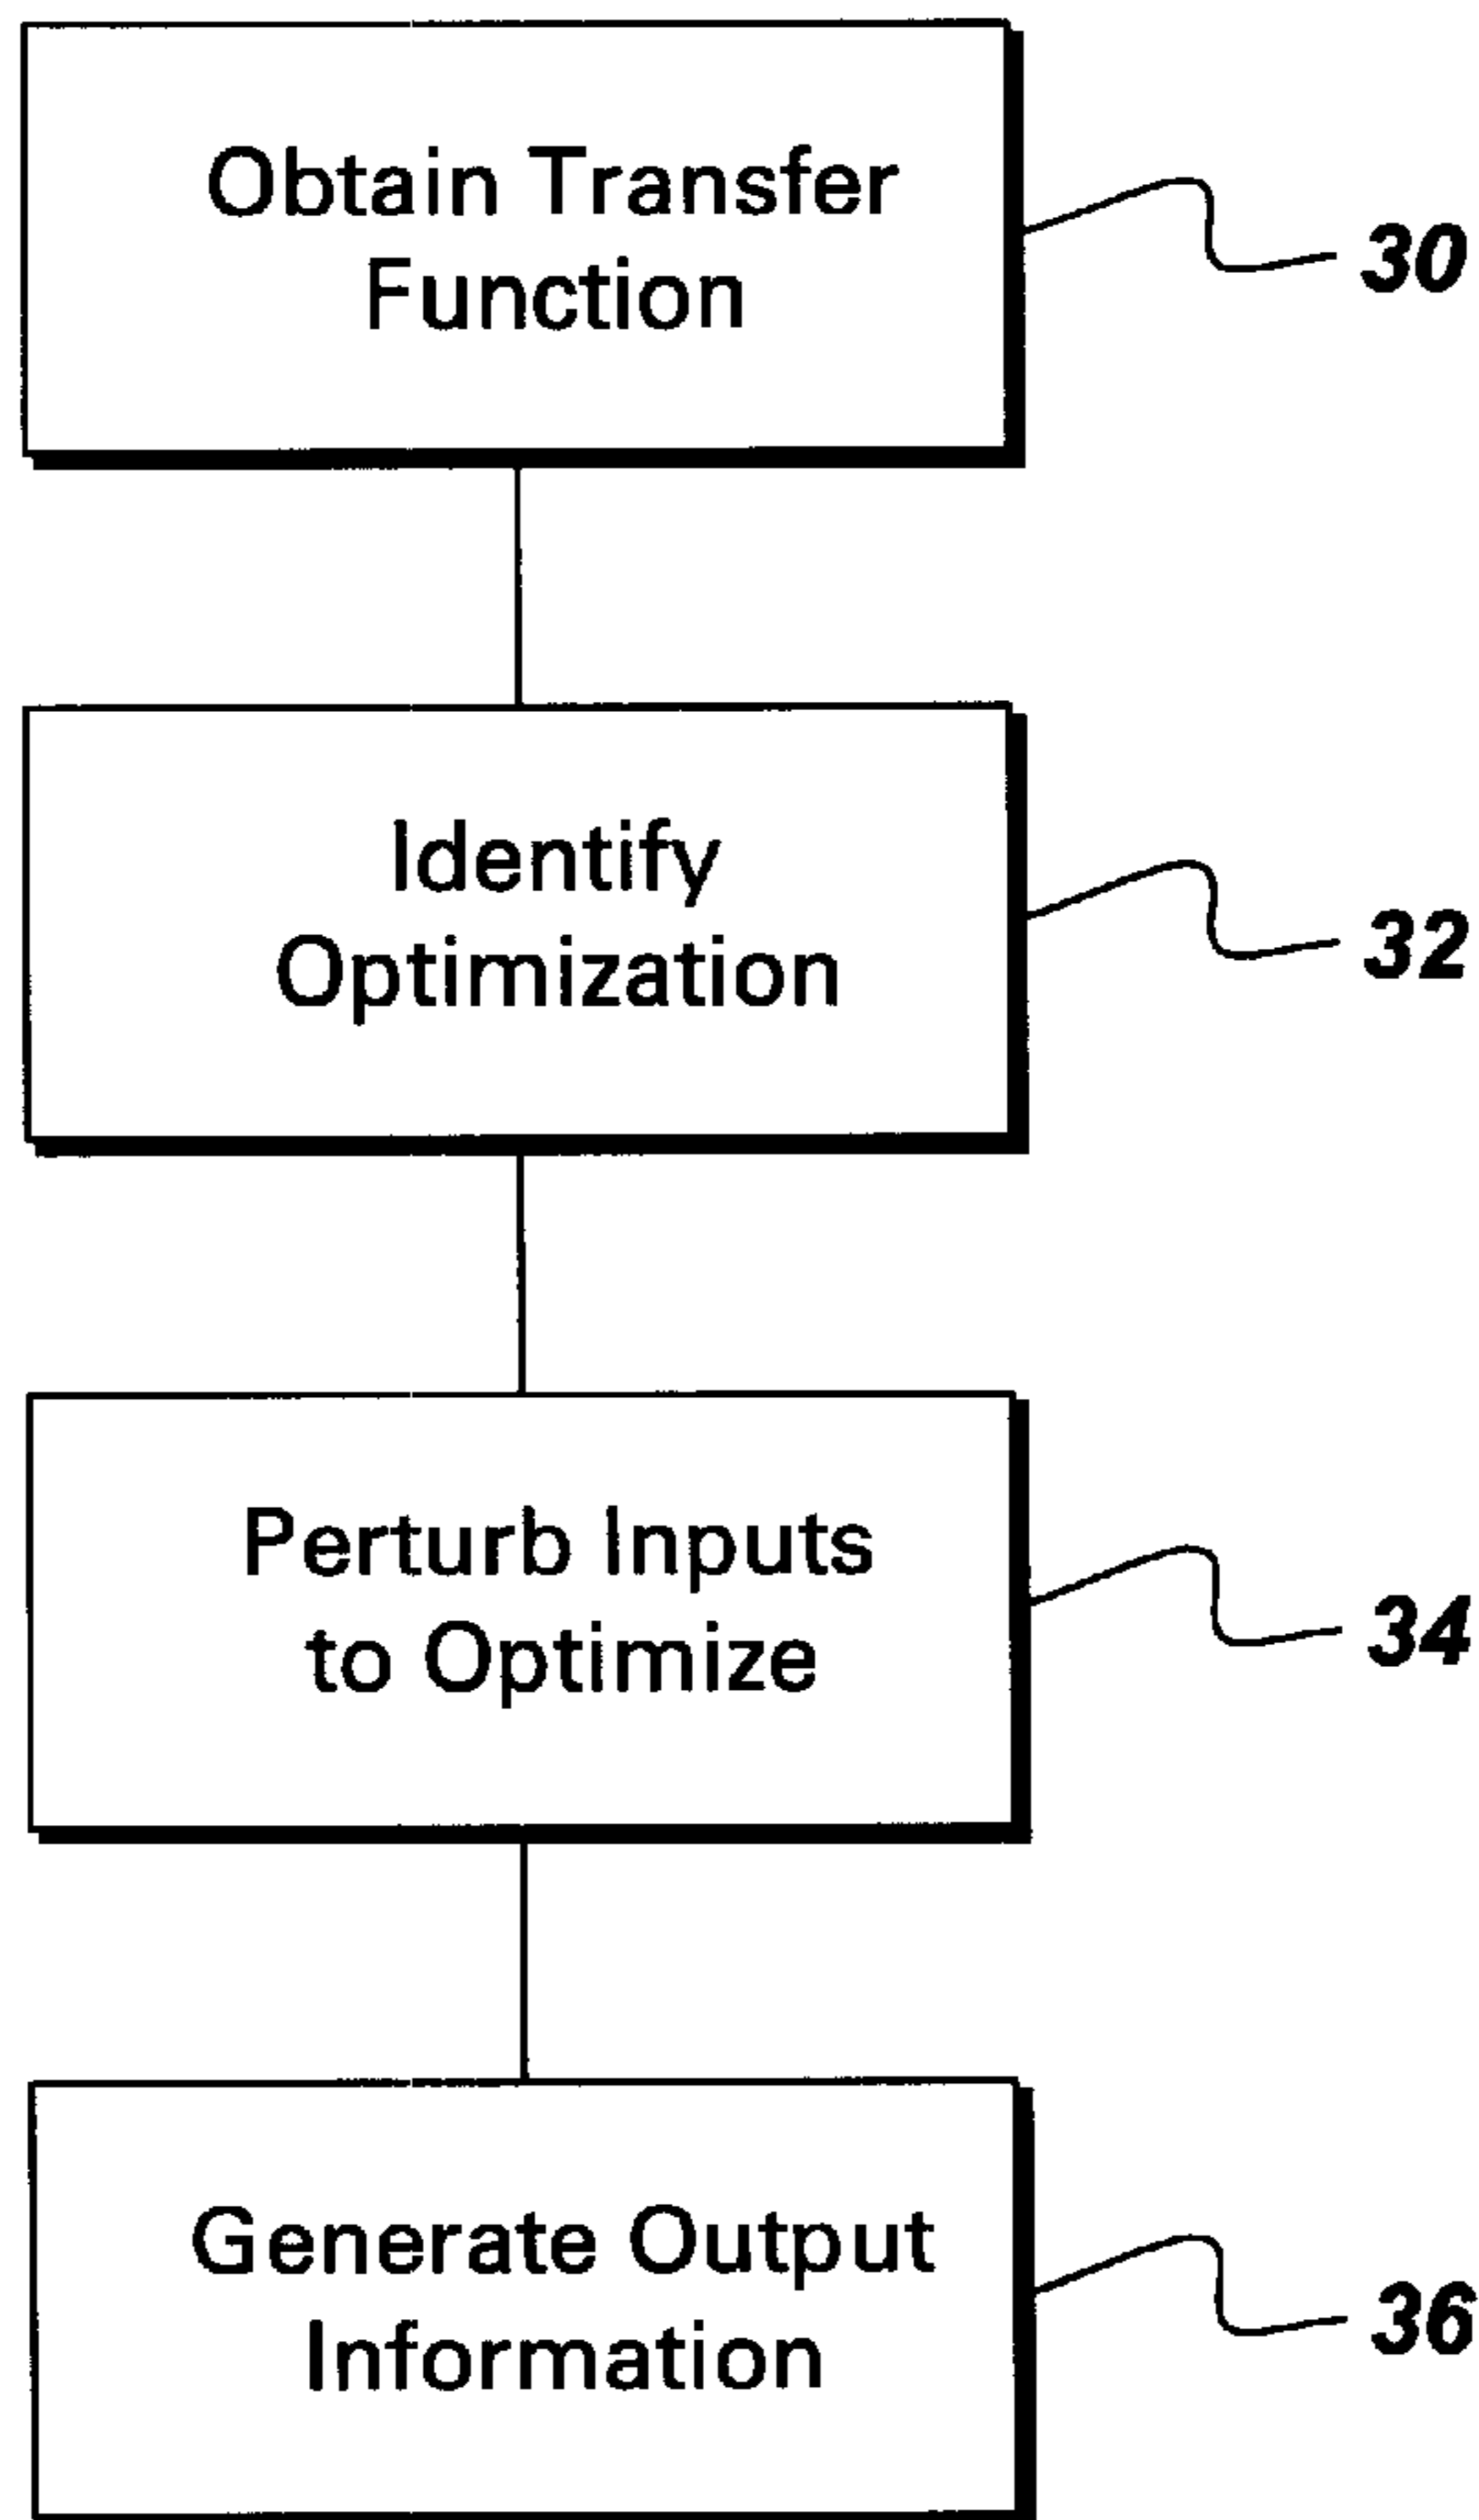 Obtain Transfer
Function
30
Identify
Optimization
32
Perturb Inputs
to Optimize
34
Generate Output
Information
36